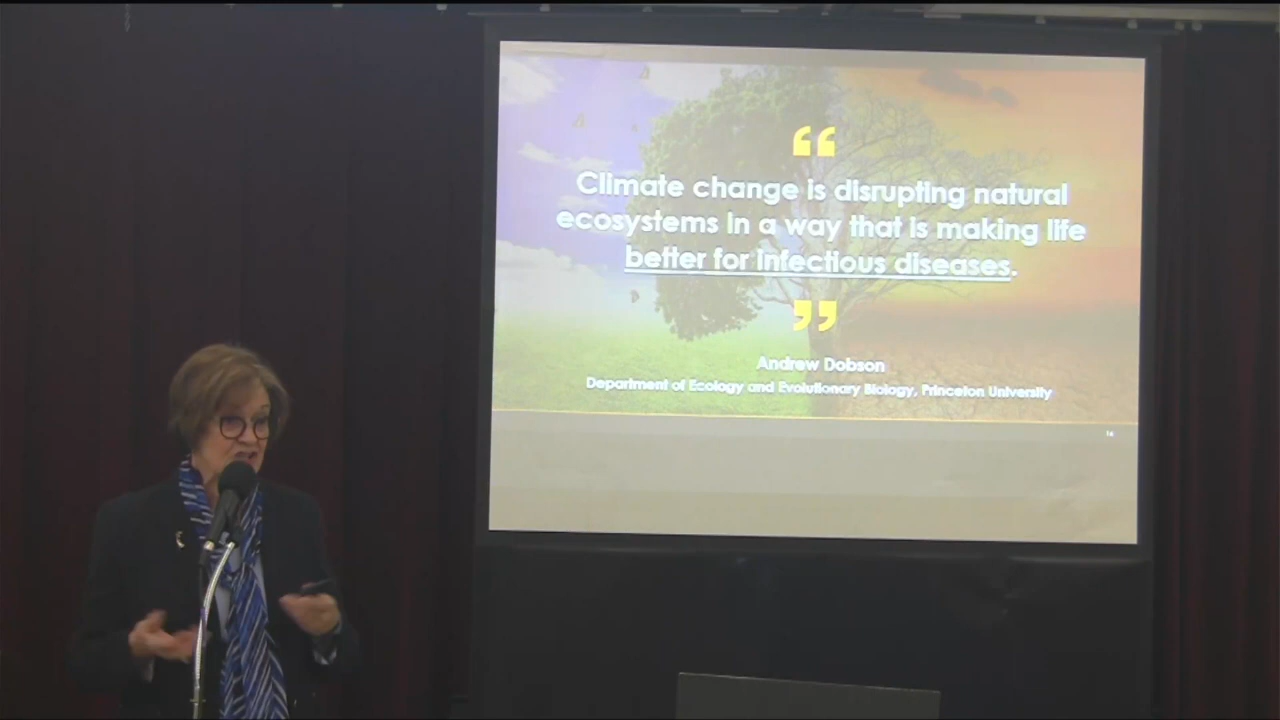 “
Climate change is disrupting natural
ecosystems in a way that is making life
better for infectious diseases.
”
Andrew Dobson
Department of Ecology and Evolutionary Biology, Princeton University
16